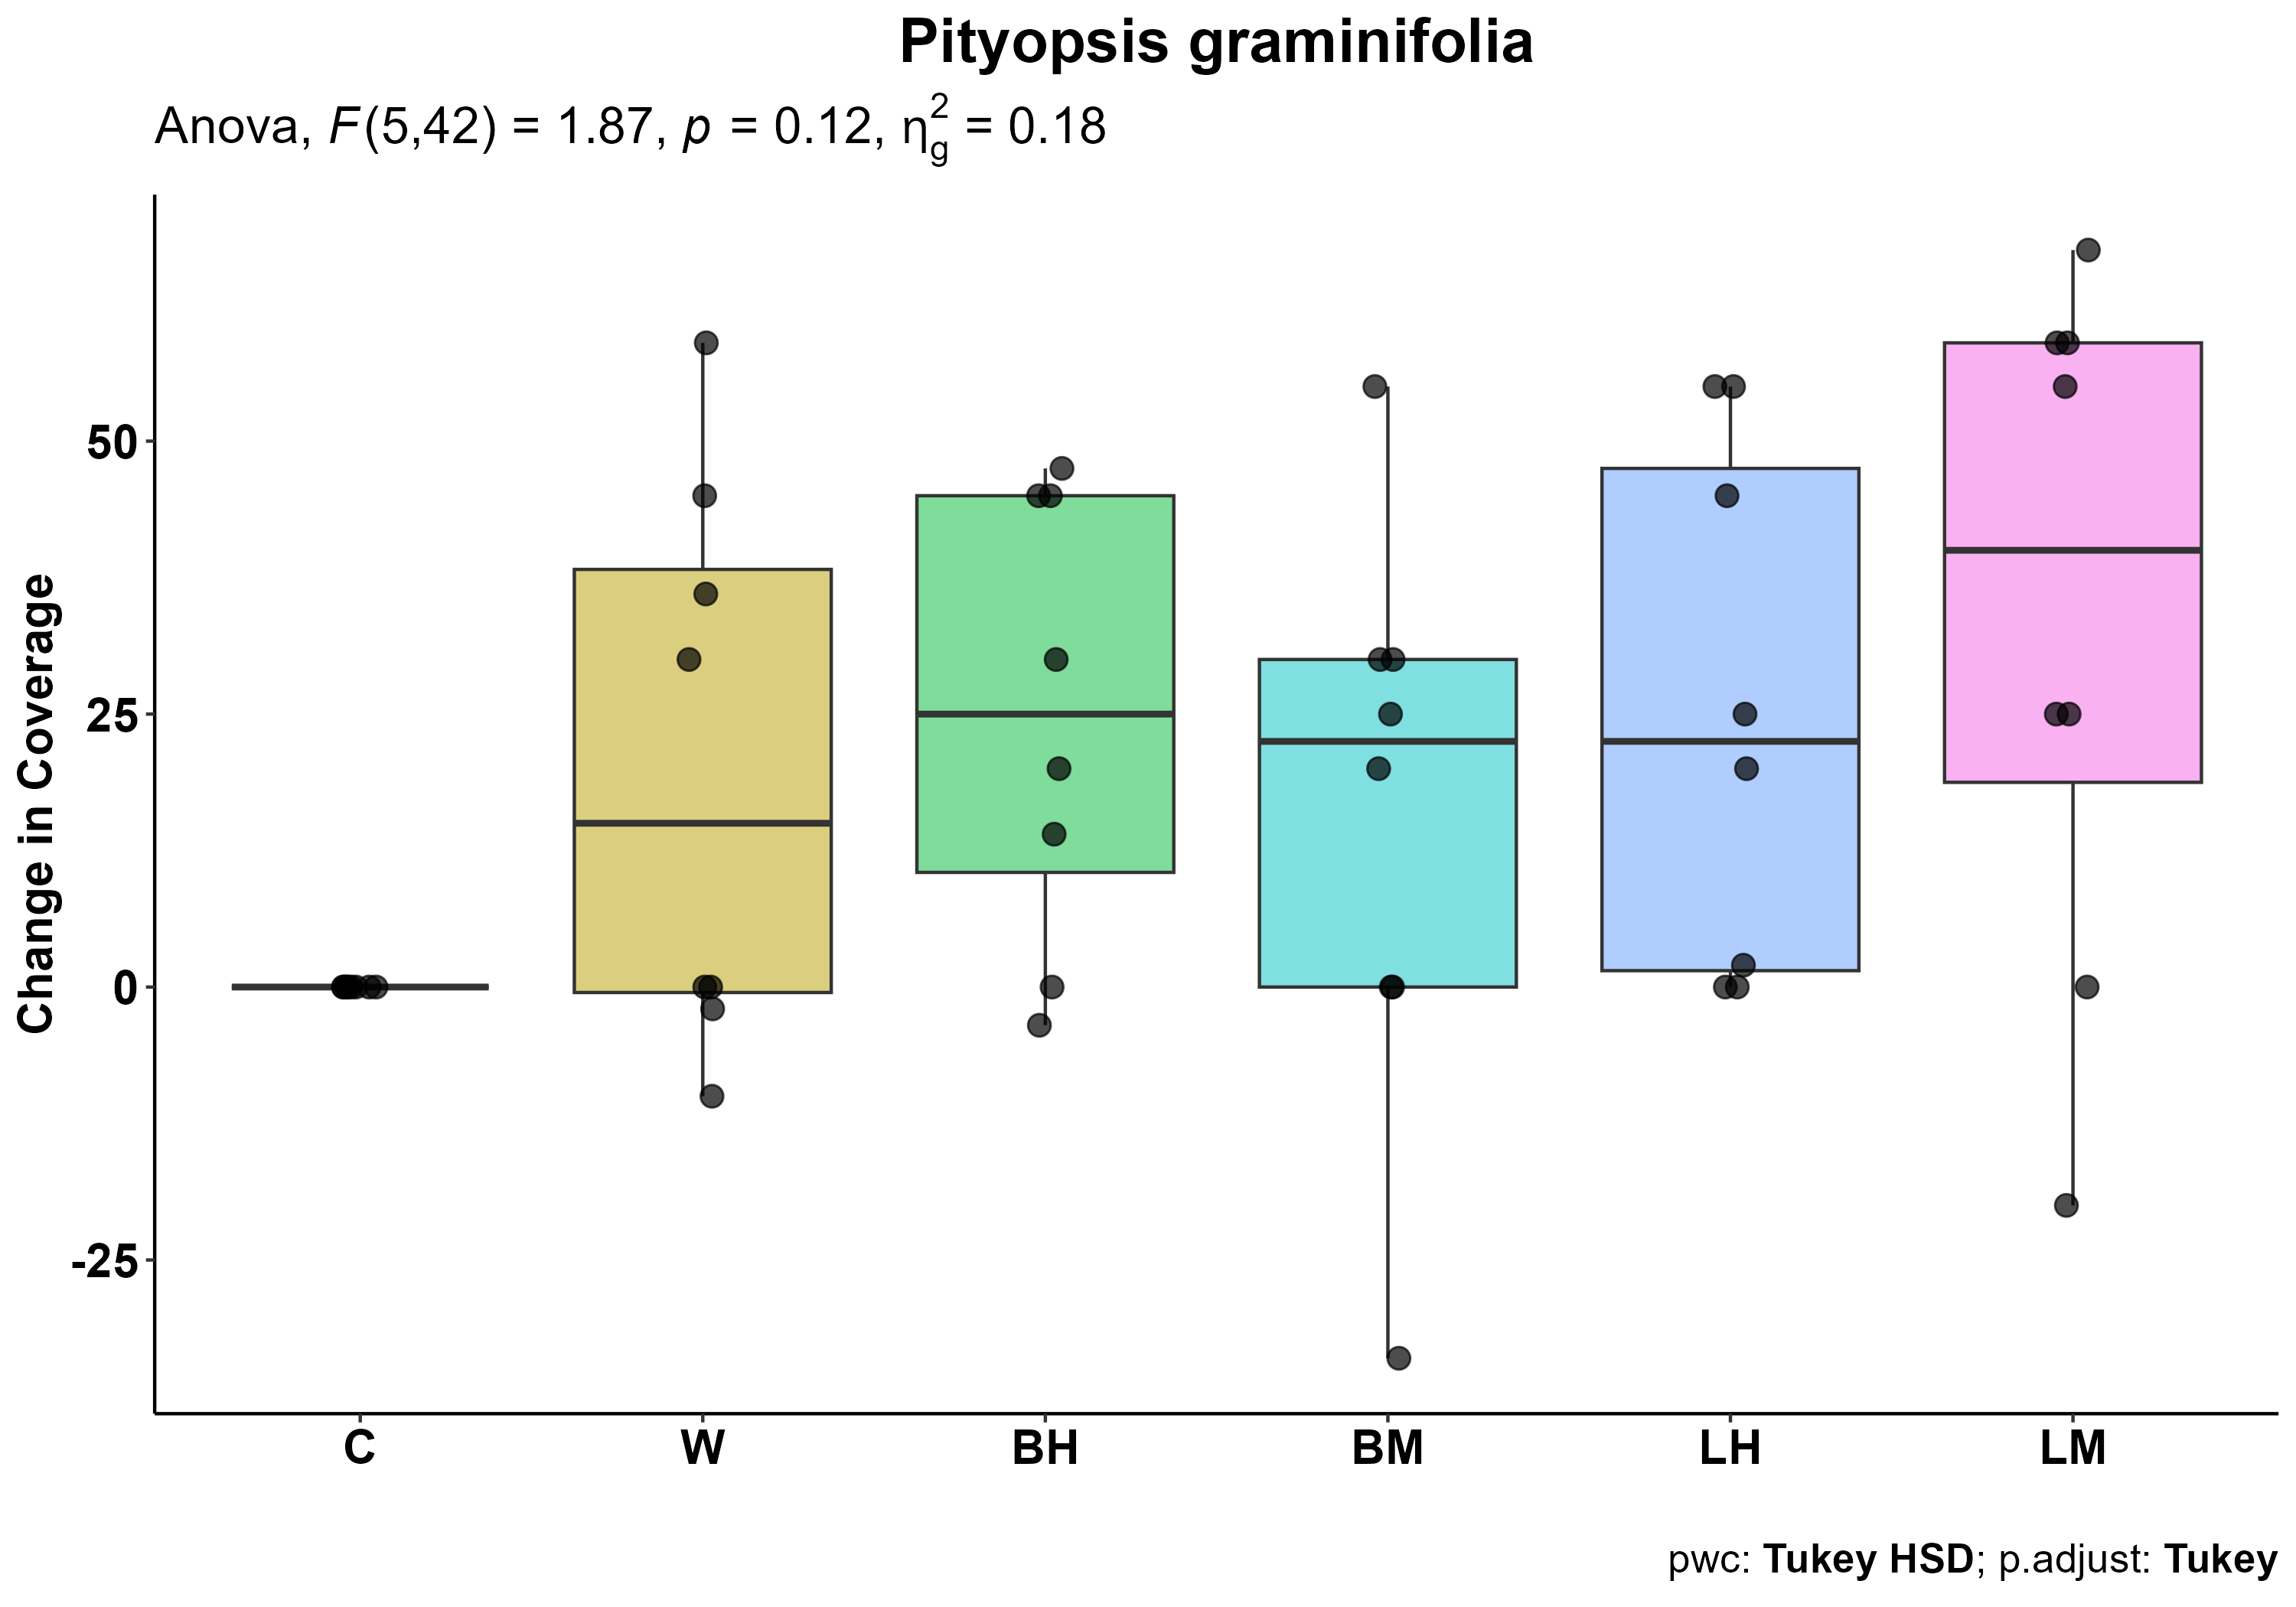 Pityopsis graminifolia
Anova, F(5,42) = 1.87, p = 0.12, η²g = 0.18
Change in Coverage
50
25
0
-25
C W BH BM LH LM
pwc: Tukey HSD; p.adjust: Tukey